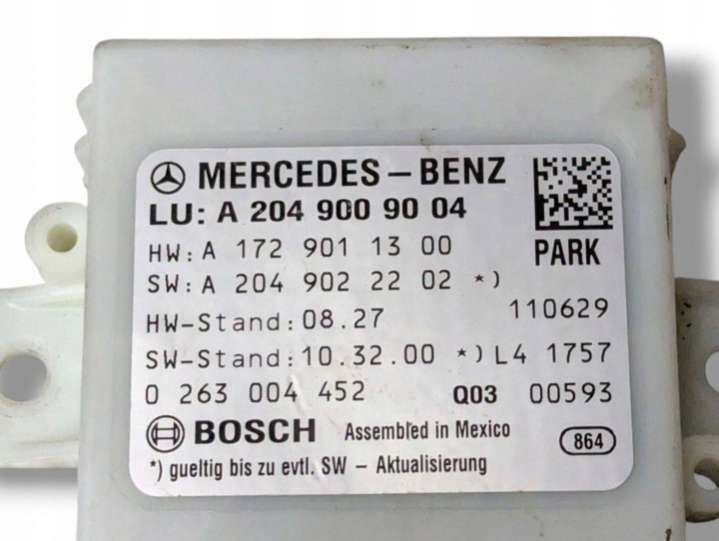 MERCEDES-BENZ
LU: A 204 900 90 04
HW: A 172 901 13 00
PARK
SW: A 204 902 22 02 *)
HW-Stand: 08.27 110629
SW-Stand: 10.32.00 *) L4 1757
0 263 004 452 Q03 00593
BOSCH Assembled in Mexico 864
*) gueltig bis zu evtl. SW - Aktualisierung